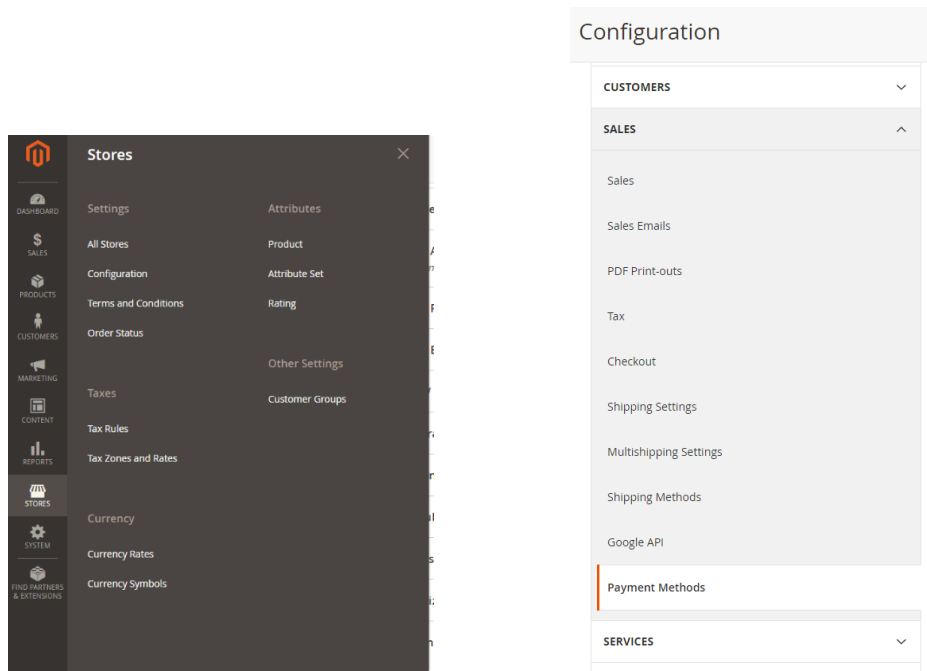 Stores
DASHBOARD
SALES
PRODUCTS
CUSTOMERS
MARKETING
CONTENT
REPORTS
STORES
SYSTEM
FIND PARTNERS
& EXTENSIONS
Settings
All Stores
Configuration
Terms and Conditions
Order Status
Taxes
Tax Rules
Tax Zones and Rates
Currency
Currency Rates
Currency Symbols
Attributes
Product
Attribute Set
Rating
Other Settings
Customer Groups
Configuration
CUSTOMERS
SALES
Sales
Sales Emails
PDF Print-outs
Tax
Checkout
Shipping Settings
Multishipping Settings
Shipping Methods
Google API
Payment Methods
SERVICES